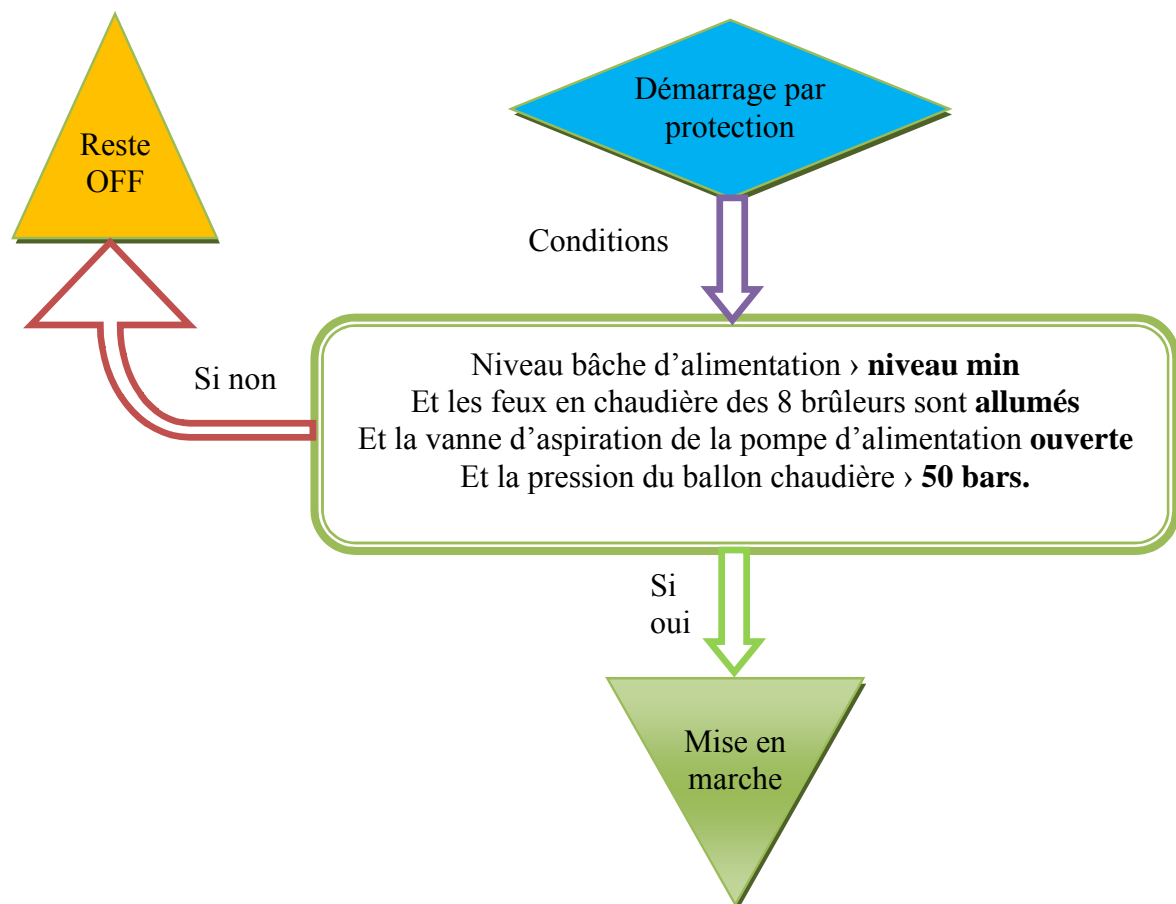 Démarrage par
protection
Reste
OFF
Conditions
Niveau bâche d’alimentation › niveau min
Et les feux en chaudière des 8 brûleurs sont allumés
Et la vanne d’aspiration de la pompe d’alimentation ouverte
Et la pression du ballon chaudière › 50 bars.
Si non
Si
oui
Mise en
marche